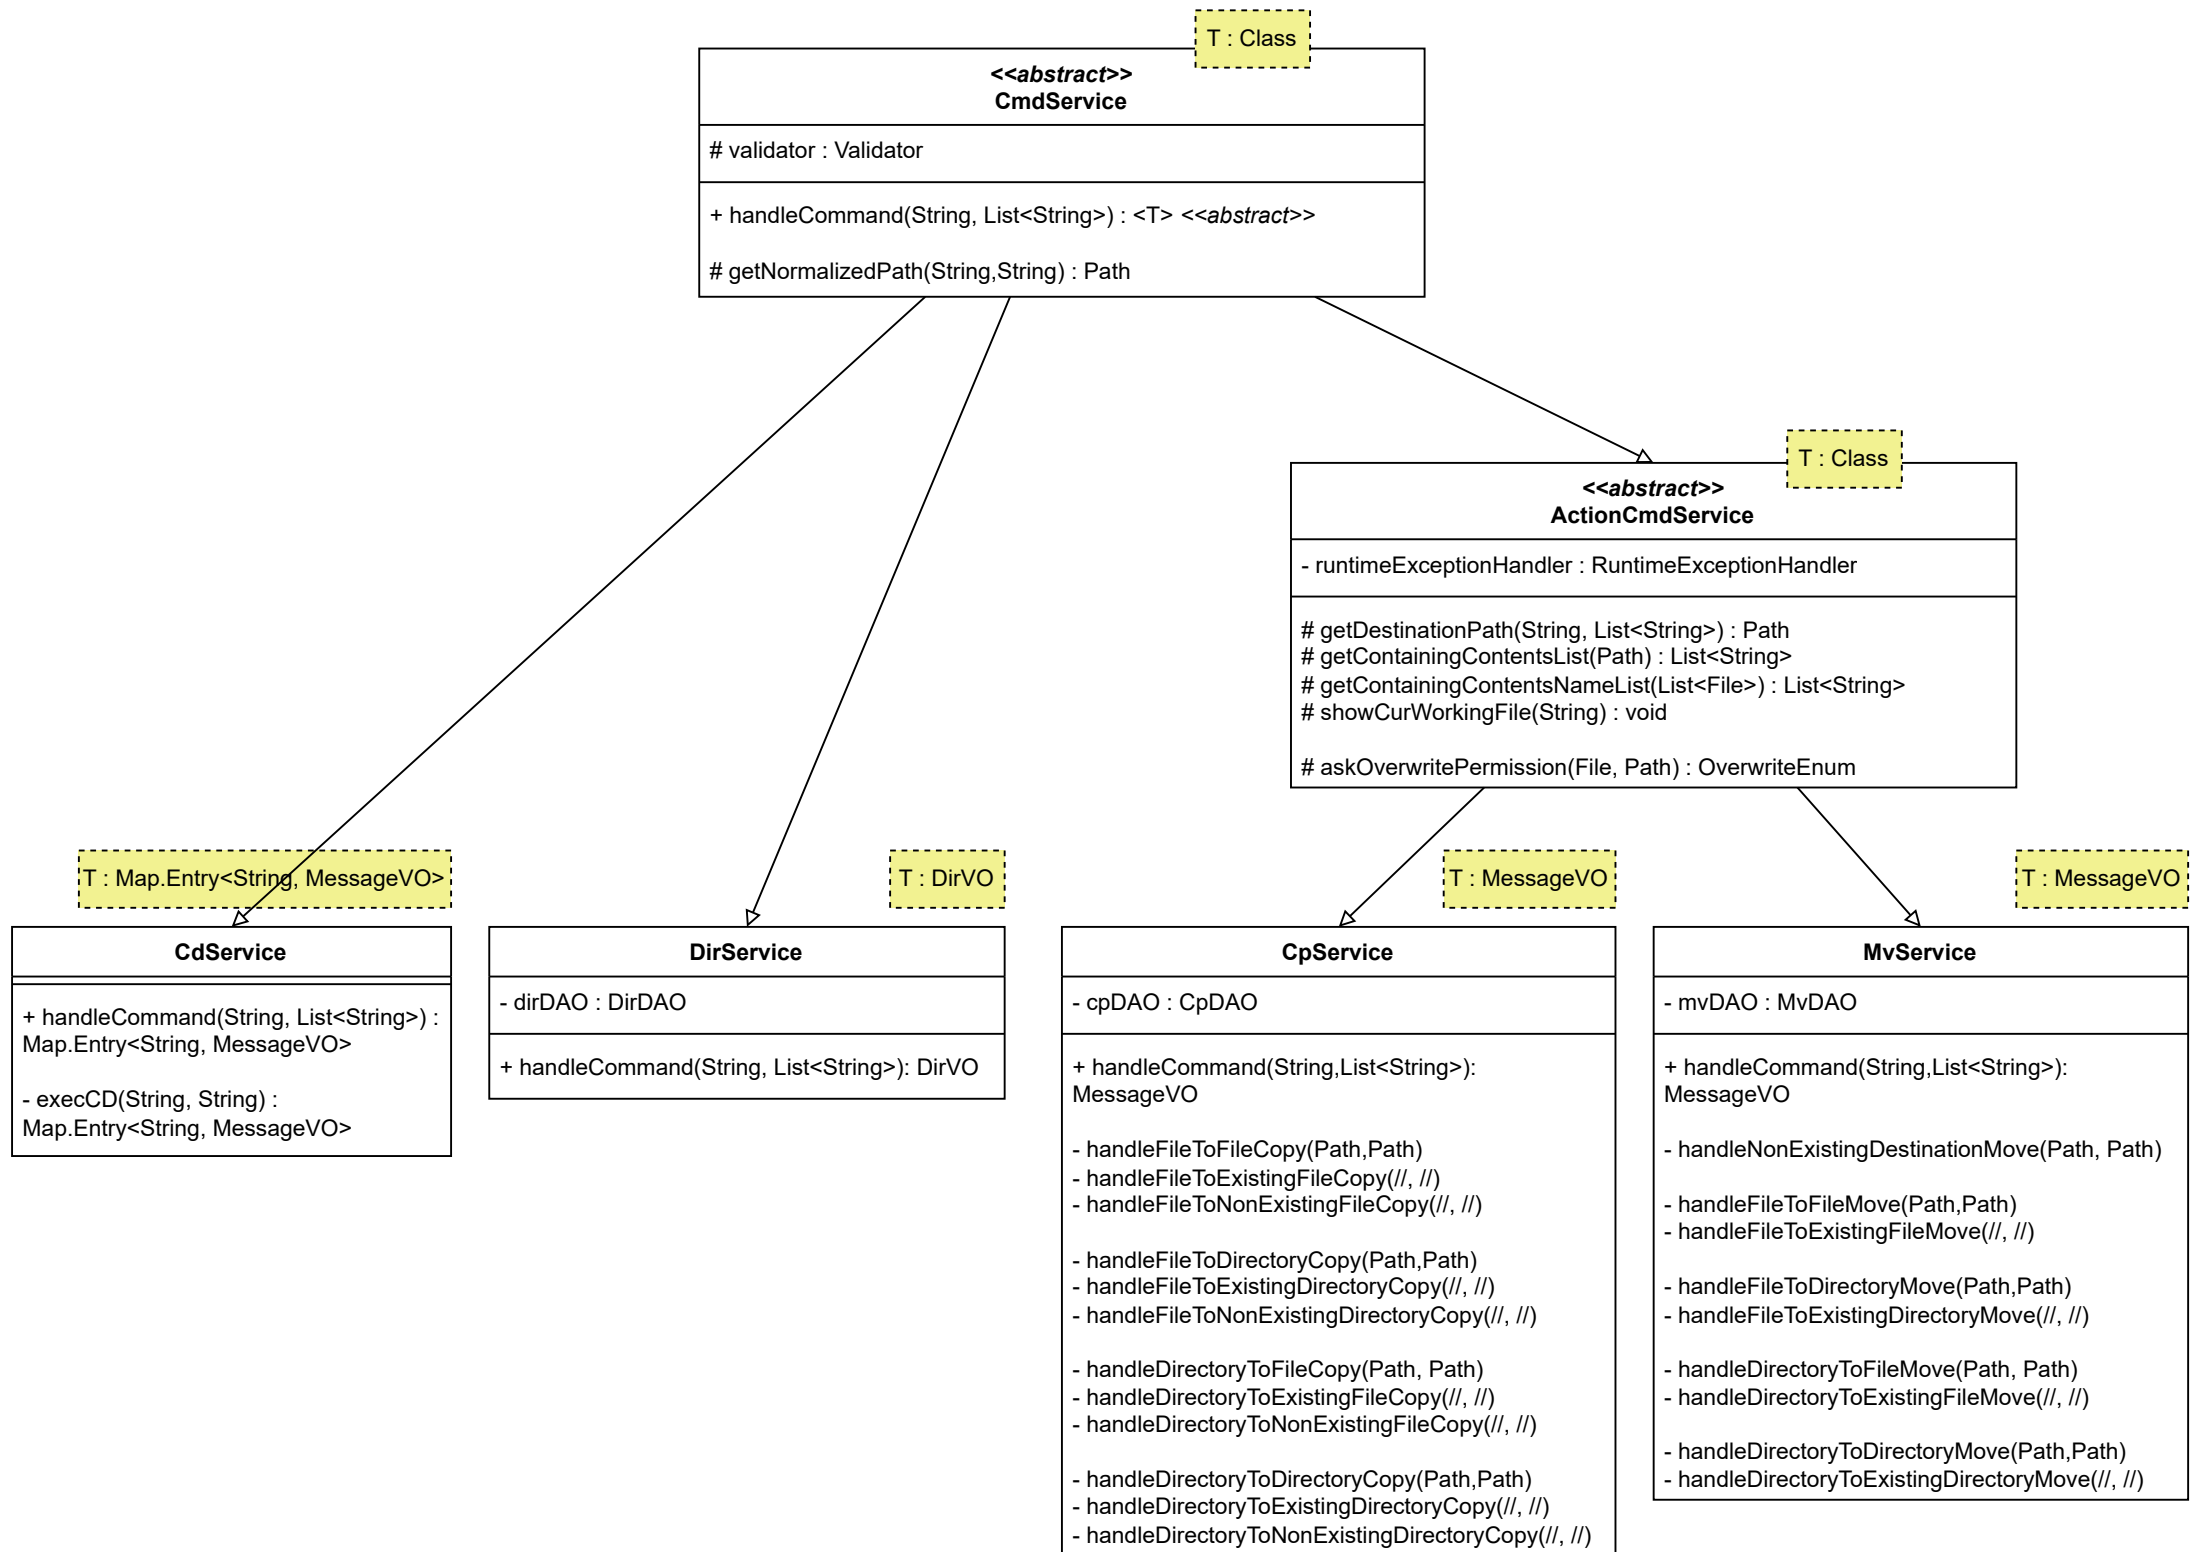 T : Class
<<abstract>>
CmdService
# validator : Validator
+ handleCommand(String, List<String>) : <T> <<abstract>>
# getNormalizedPath(String,String) : Path
T : Class
<<abstract>>
ActionCmdService
- runtimeExceptionHandler : RuntimeExceptionHandler
# getDestinationPath(String, List<String>) : Path
# getContainingContentsList(Path) : List<String>
# getContainingContentsNameList(List<File>) : List<String>
# showCurWorkingFile(String) : void
# askOverwritePermission(File, Path) : OverwriteEnum
T : Map.Entry<String, MessageVO>
CdService
+ handleCommand(String, List<String>) :
Map.Entry<String, MessageVO>
- execCD(String, String) :
Map.Entry<String, MessageVO>
T : DirVO
DirService
- dirDAO : DirDAO
+ handleCommand(String, List<String>): DirVO
T : MessageVO
CpService
- cpDAO : CpDAO
+ handleCommand(String,List<String>):
MessageVO
- handleFileToFileCopy(Path,Path)
- handleFileToExistingFileCopy(//, //)
- handleFileToNonExistingFileCopy(//, //)
- handleFileToDirectoryCopy(Path,Path)
- handleFileToExistingDirectoryCopy(//, //)
- handleFileToNonExistingDirectoryCopy(//, //)
- handleDirectoryToFileCopy(Path, Path)
- handleDirectoryToExistingFileCopy(//, //)
- handleDirectoryToNonExistingFileCopy(//, //)
- handleDirectoryToDirectoryCopy(Path,Path)
- handleDirectoryToExistingDirectoryCopy(//, //)
- handleDirectoryToNonExistingDirectoryCopy(//, //)
T : MessageVO
MvService
- mvDAO : MvDAO
+ handleCommand(String,List<String>):
MessageVO
- handleNonExistingDestinationMove(Path, Path)
- handleFileToFileMove(Path,Path)
- handleFileToExistingFileMove(//, //)
- handleFileToDirectoryMove(Path,Path)
- handleFileToExistingDirectoryMove(//, //)
- handleDirectoryToFileMove(Path, Path)
- handleDirectoryToExistingFileMove(//, //)
- handleDirectoryToDirectoryMove(Path,Path)
- handleDirectoryToExistingDirectoryMove(//, //)